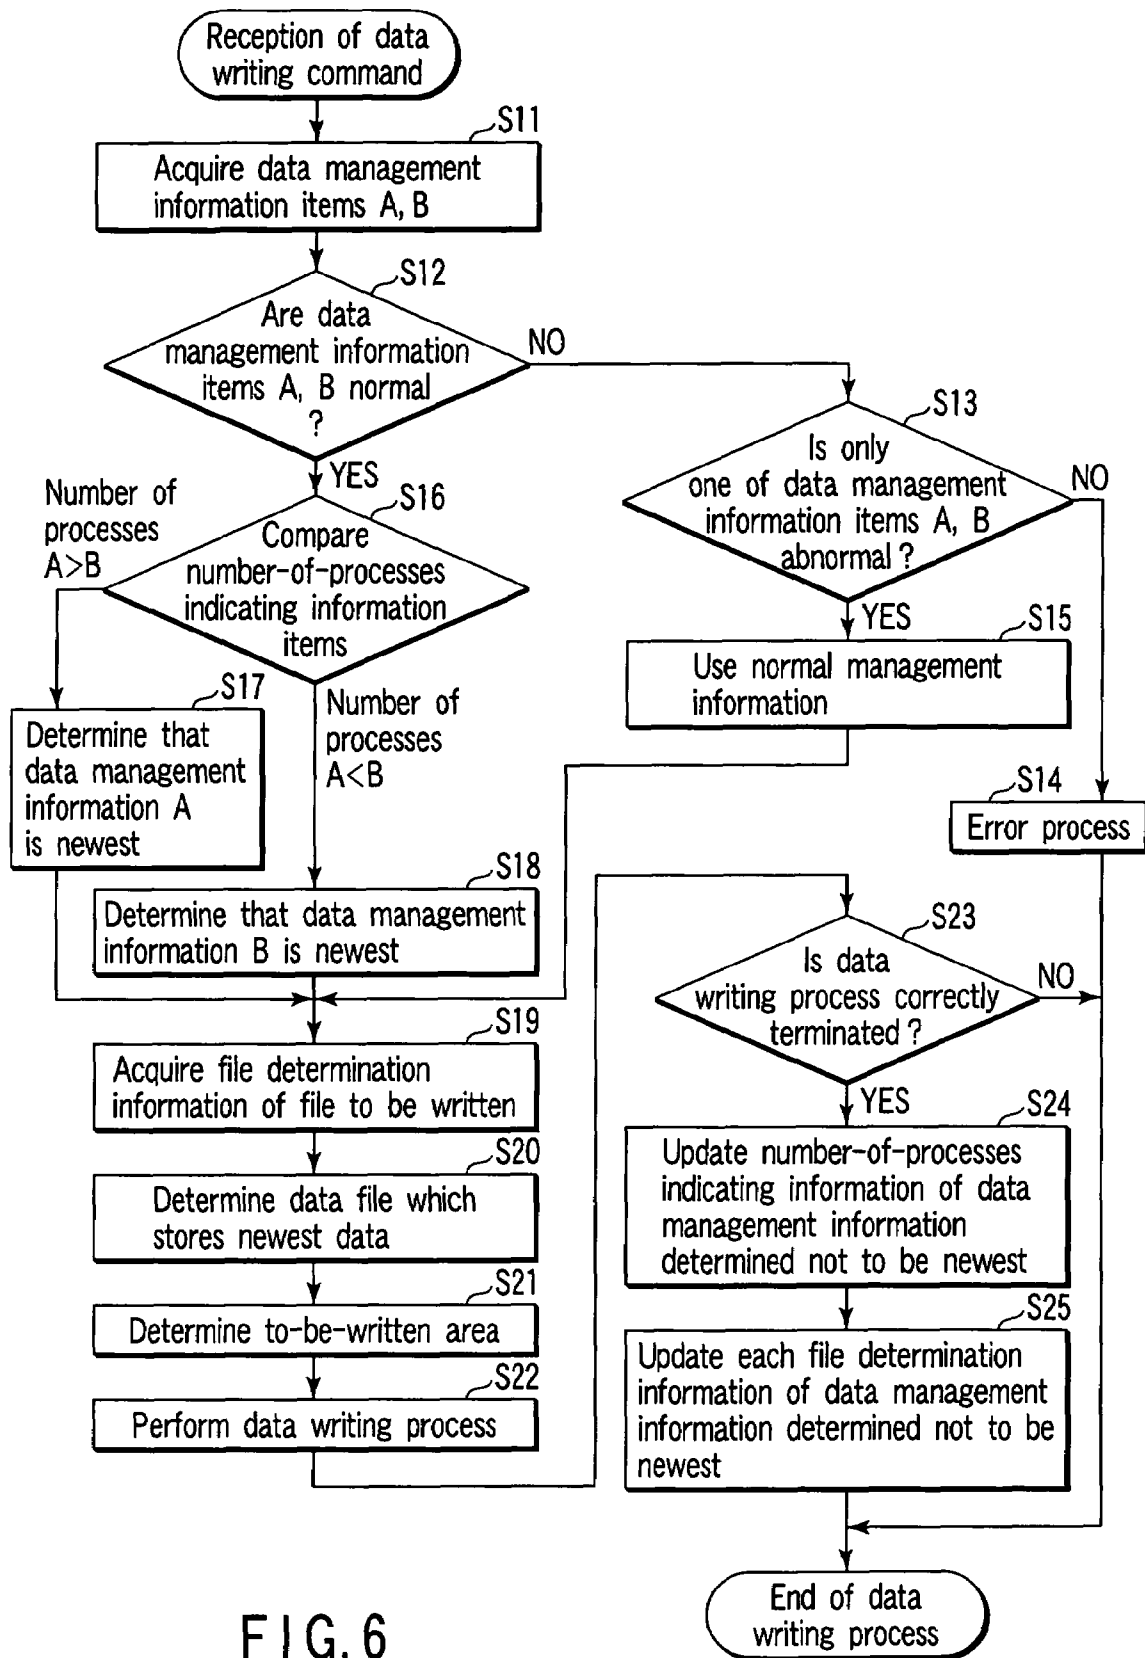 Reception of data
writing command
S11
Acquire data management
information items A, B
S12
Are data
management information
items A, B normal
?
NO
YES
S13
Is only
one of data management
information items A, B
abnormal ?
NO
YES
S16
Compare
number-of-processes
indicating information
items
Number of
processes
A>B
Number of
processes
A<B
S15
Use normal management
information
S17
Determine that
data management
information A
is newest
S14
Error process
S18
Determine that data management
information B is newest
S19
Acquire file determination
information of file to be written
S20
Determine data file which
stores newest data
S21
Determine to-be-written area
S22
Perform data writing process
S23
Is data
writing process correctly
terminated ?
NO
YES
S24
Update number-of-processes
indicating information of data
management information
determined not to be newest
S25
Update each file determination
information of data management
information determined not to be
newest
End of data
writing process
FIG. 6